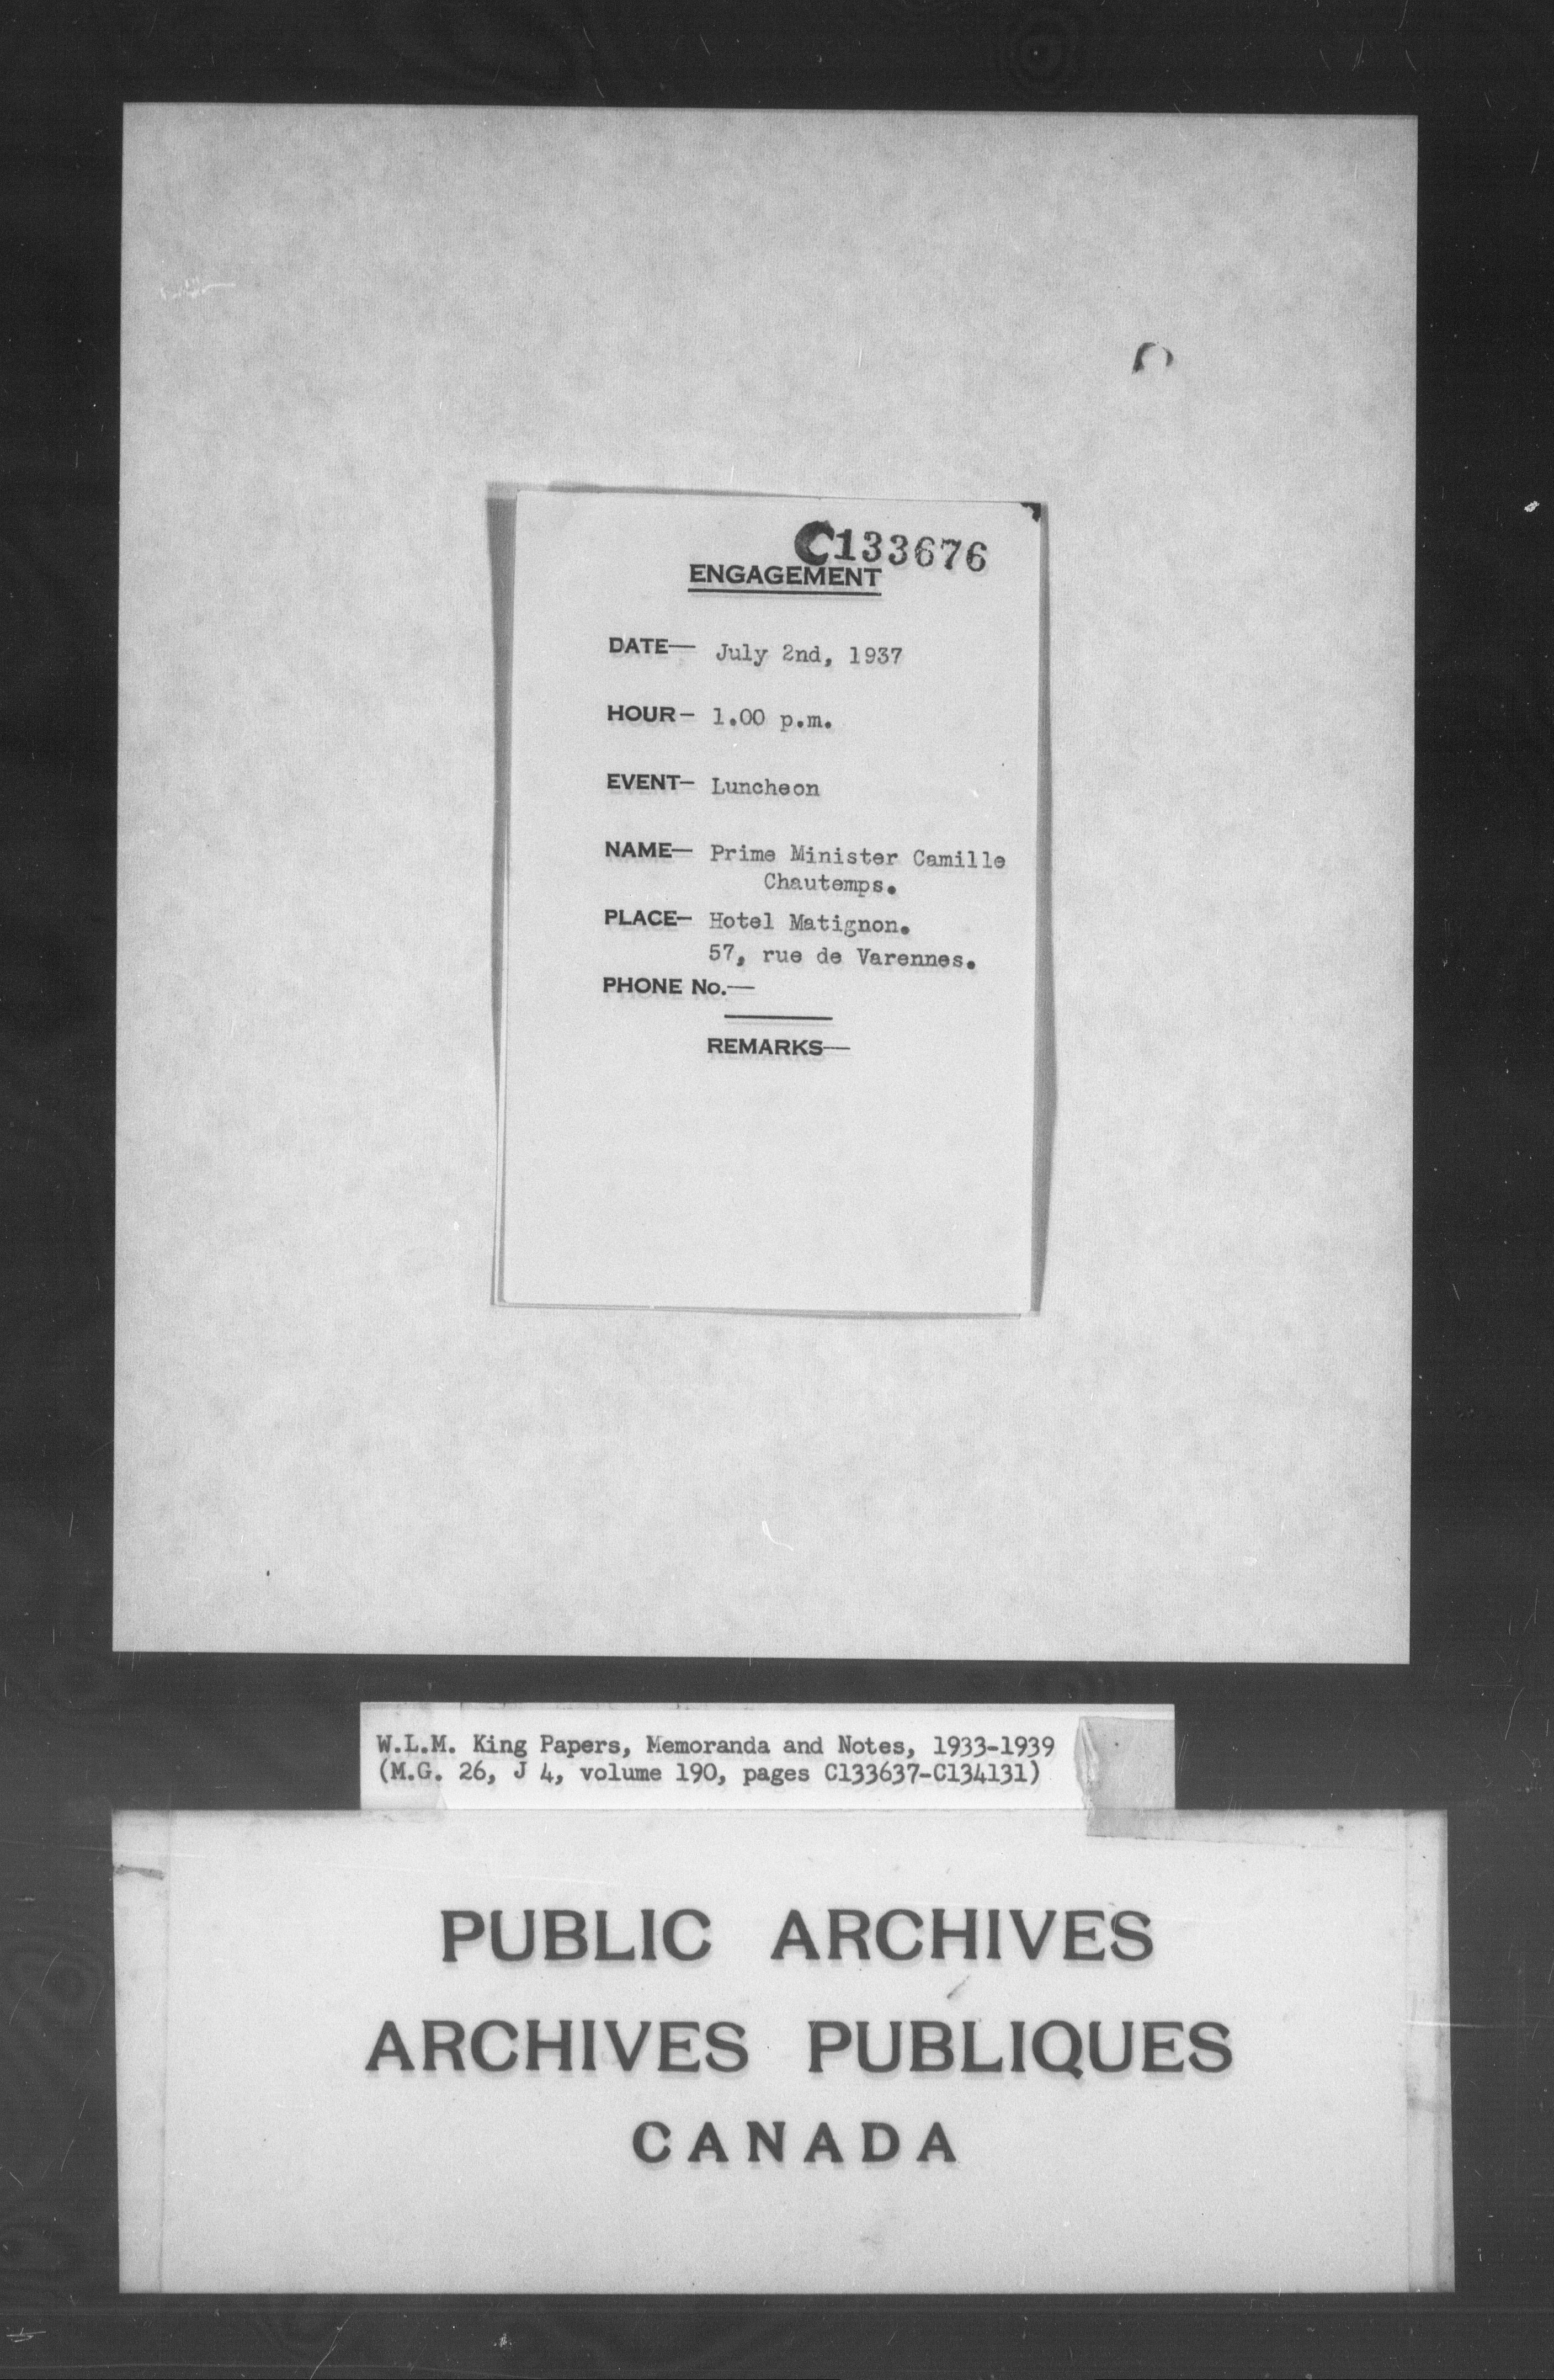 C133676
ENGAGEMENT
DATE— July 2nd, 1937
HOUR— 1.00 p.m.
EVENT— Luncheon
NAME— Prime Minister Camille
Chautemps.
PLACE— Hotel Matignon.
57, rue de Varennes.
PHONE No.—
REMARKS—
W.L.M. King Papers, Memoranda and Notes, 1933-1939
(M.G. 26, J 4, volume 190, pages C133637-C134131)
PUBLIC ARCHIVES
ARCHIVES PUBLIQUES
CANADA